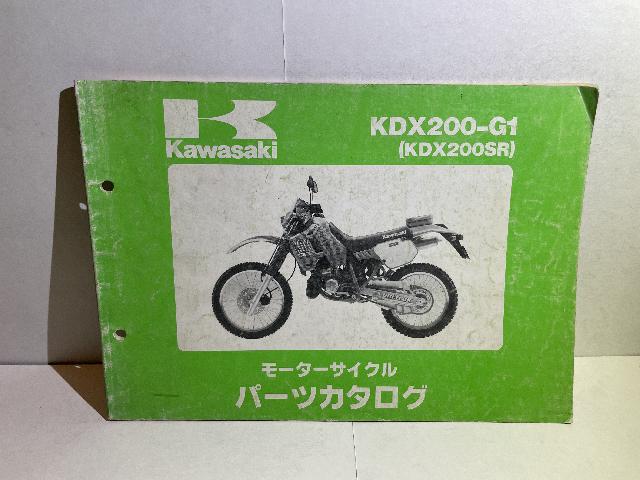 Kawasaki
KDX200-G1
(KDX200SR)
モーターサイクル
パーツカタログ